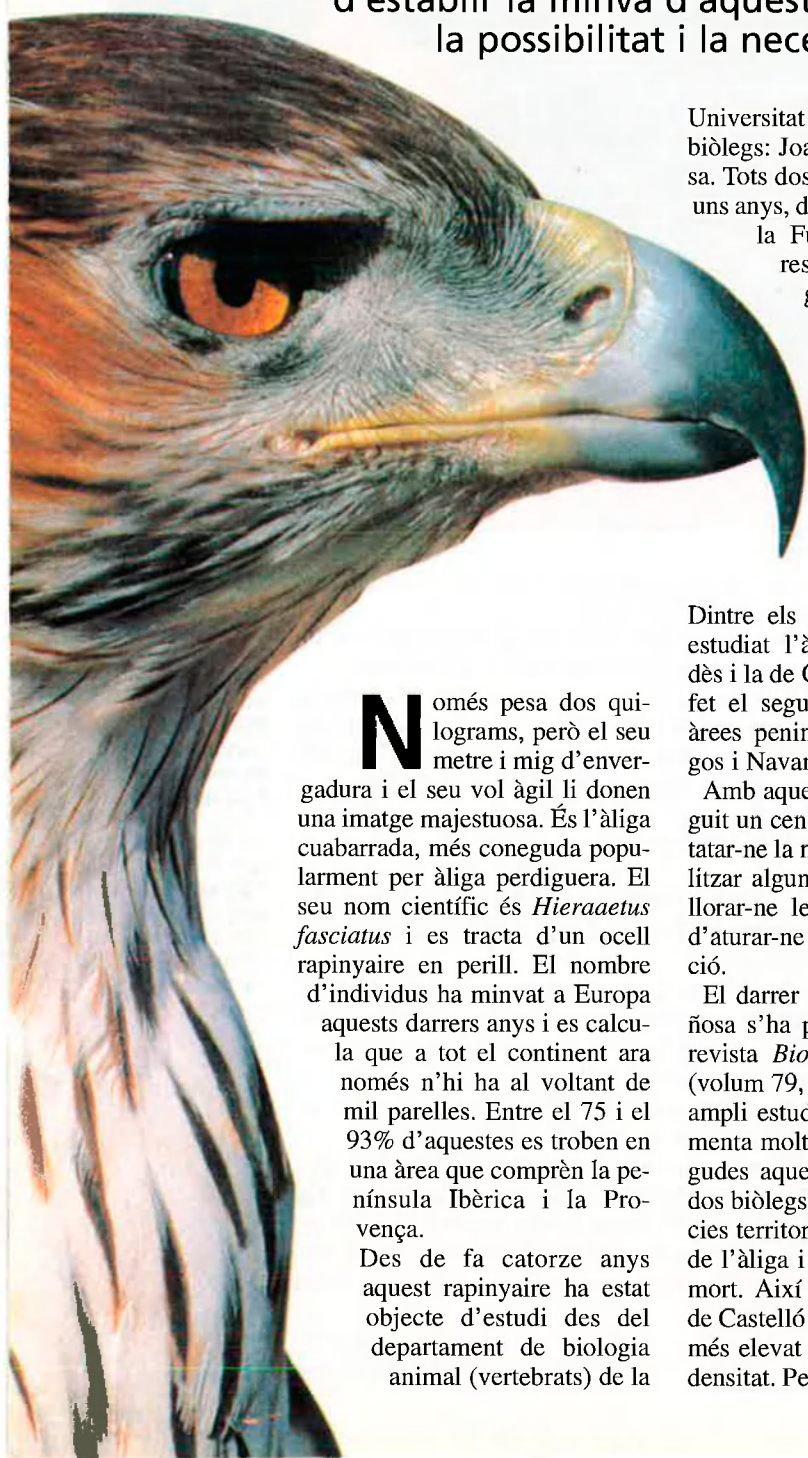 d'establir la minva d'aquest
la possibilitat i la nece
Nomes pesa dos qui-
lograms, però el seu
metre i mig d'enver-
gadura i el seu vol àgil li donen
una imatge majestuosa. És l'àliga
cuabarrada, més coneguda popu-
larment per àliga perdiguera. El
seu nom científic és Hieraaetus
fasciatus i es tracta d'un ocell
rapinyaire en perill. El nombre
d'individus ha minvat a Europa
aquests darrers anys i es calcu-
la que a tot el continent ara
només n'hi ha al voltant de
mil parelles. Entre el 75 i el
93% d'aquestes es troben en
una àrea que comprèn la pe-
nínsula Ibèrica i la Pro-
vença.
Des de fa catorze anys
aquest rapinyaire ha estat
objecte d'estudi des del
departament de biologia
animal (vertebrats) de la
Universitat
biòlegs: Joa
sa. Tots dos
uns anys, d
la Fu
res
Dintre els
estudiat l'à
dès i la de C
fet el segu
àrees penin
gos i Navar
Amb aque
guit un cen
tatar-ne la r
litzar algun
llorar-ne le
d'aturar-ne
ció.
El darrer
ñosa s'ha p
revista Bio
(volum 79,
ampli estud
menta molt
gudes aque
dos biòlegs
cies territor
de l'àliga i
mort. Així
de Castelló
més elevat
densitat. Pe